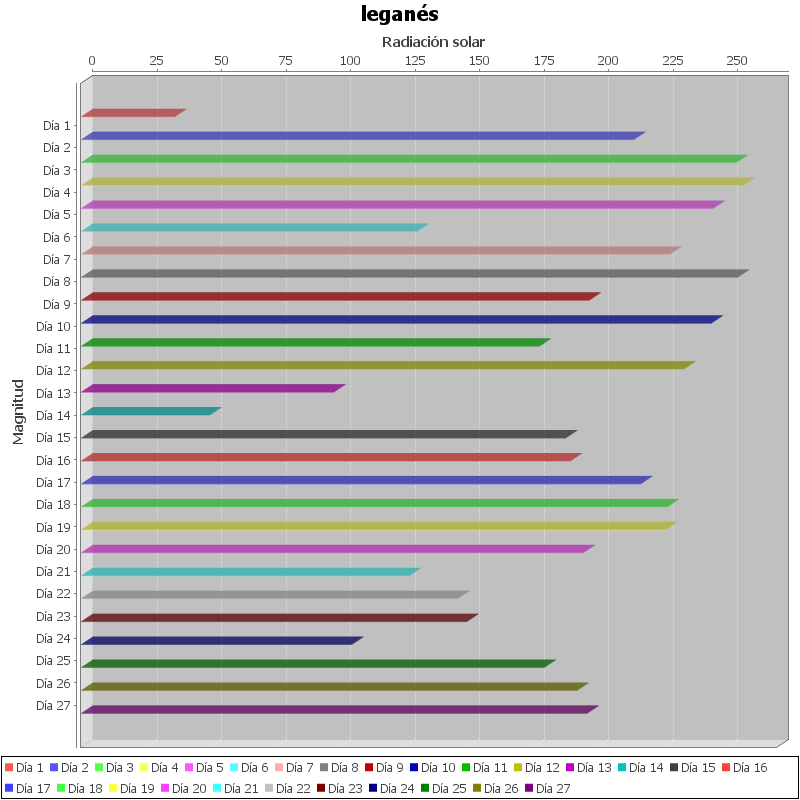 leganés
Radiación solar
0 25 50 75 100 125 150 175 200 225 250
Magnitud
Día 1
Día 2
Día 3
Día 4
Día 5
Día 6
Día 7
Día 8
Día 9
Día 10
Día 11
Día 12
Día 13
Día 14
Día 15
Día 16
Día 17
Día 18
Día 19
Día 20
Día 21
Día 22
Día 23
Día 24
Día 25
Día 26
Día 27
Día 1 Día 2 Día 3 Día 4 Día 5 Día 6 Día 7 Día 8 Día 9 Día 10 Día 11 Día 12 Día 13 Día 14 Día 15 Día 16
Día 17 Día 18 Día 19 Día 20 Día 21 Día 22 Día 23 Día 24 Día 25 Día 26 Día 27